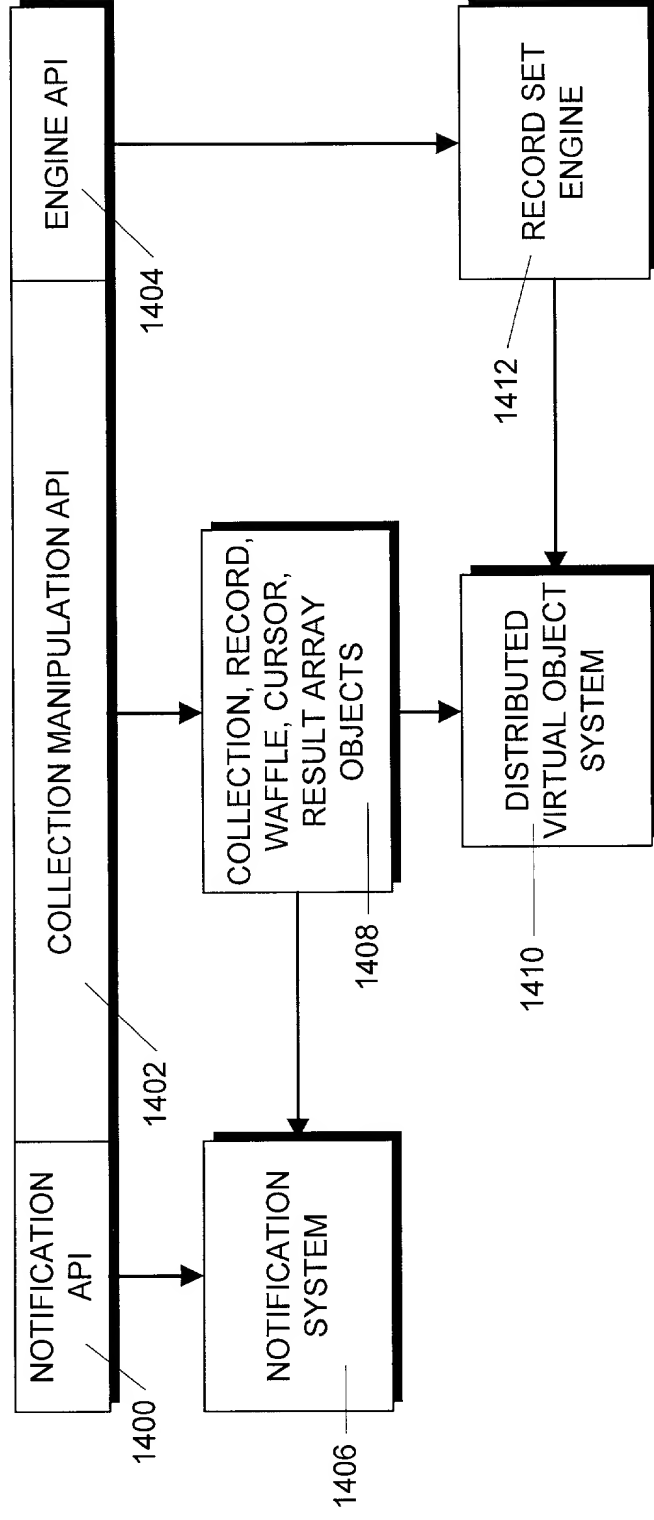 NOTIFICATION
API
1400
COLLECTION MANIPULATION API
1402
ENGINE API
1404
NOTIFICATION
SYSTEM
1406
COLLECTION, RECORD,
WAFFLE, CURSOR,
RESULT ARRAY
OBJECTS
1408
DISTRIBUTED
VIRTUAL OBJECT
SYSTEM
1410
RECORD SET
ENGINE
1412